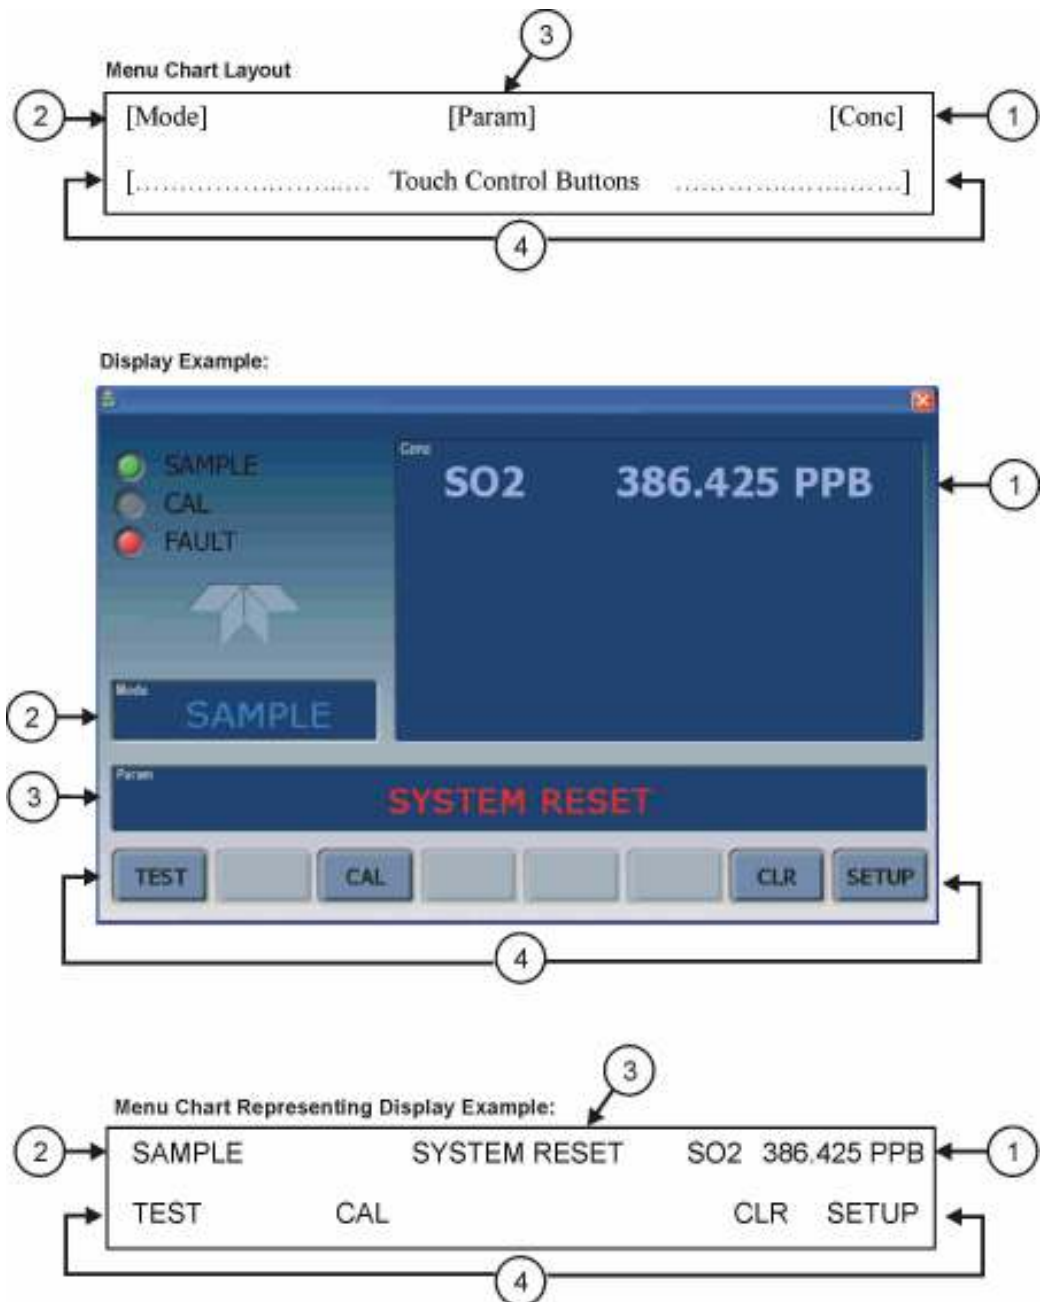 3
Menu Chart Layout
2 [Mode] [Param] [Conc] 1
[........................ Touch Control Buttons ........................]
4
Display Example:
SAMPLE
CAL
FAULT
Conc
SO2 386.425 PPB
1
Mode
2 SAMPLE
Param
3 SYSTEM RESET
TEST CAL CLR SETUP
4
3
Menu Chart Representing Display Example:
2 SAMPLE SYSTEM RESET SO2 386.425 PPB 1
TEST CAL CLR SETUP
4